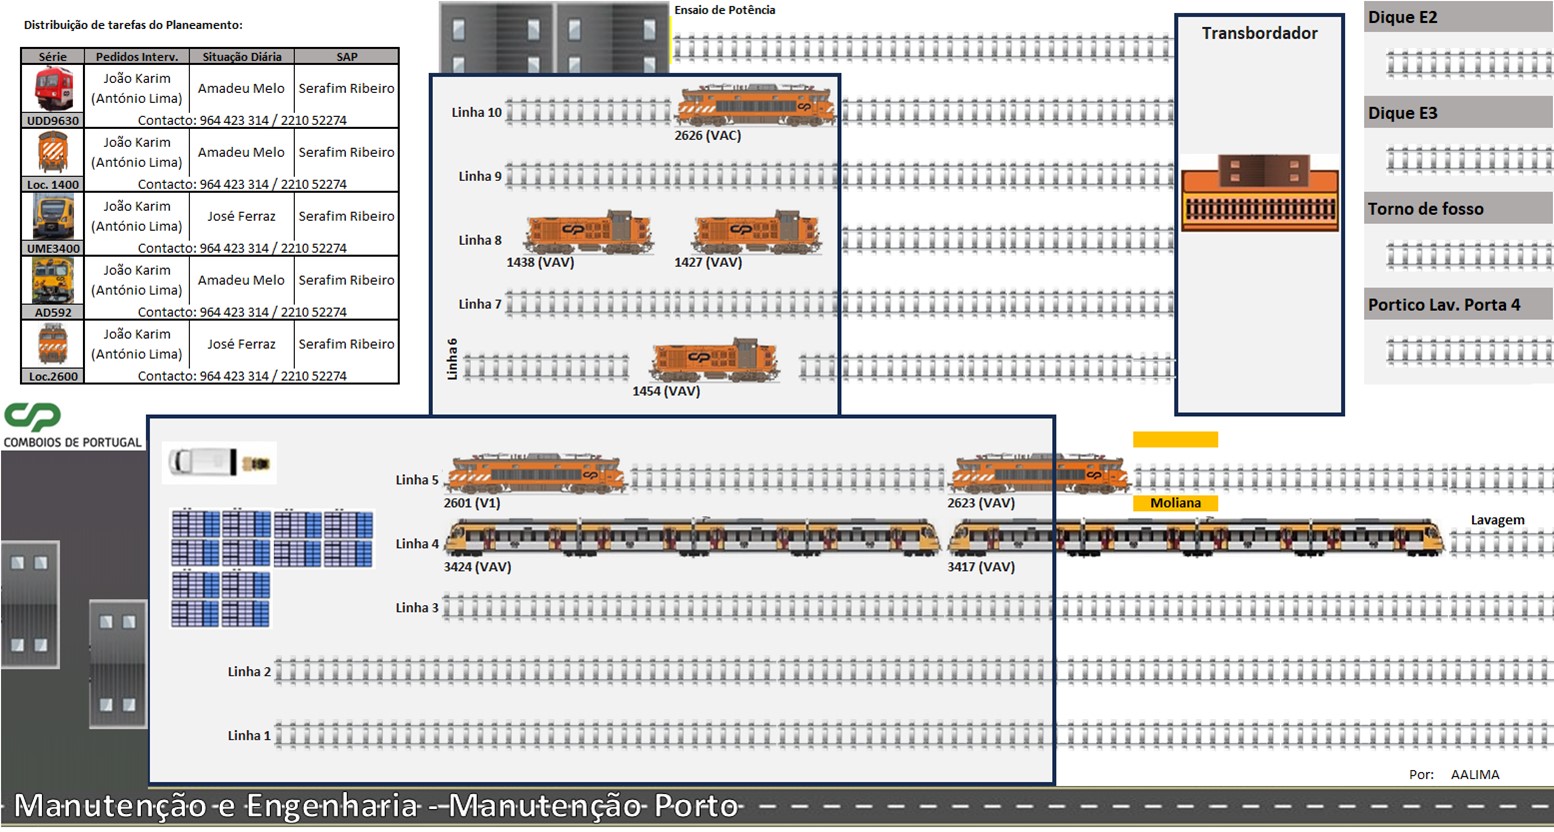 Distribuição de tarefas do Planeamento:
Série Pedidos Interv. Situação Diária SAP
João Karim
(António Lima) Amadeu Melo Serafim Ribeiro
UDD9630 Contacto: 964 423 314 / 2210 52274
João Karim
(António Lima) Amadeu Melo Serafim Ribeiro
Loc. 1400 Contacto: 964 423 314 / 2210 52274
João Karim
(António Lima) José Ferraz Serafim Ribeiro
UME3400 Contacto: 964 423 314 / 2210 52274
João Karim
(António Lima) Amadeu Melo Serafim Ribeiro
AD592 Contacto: 964 423 314 / 2210 52274
João Karim
(António Lima) José Ferraz Serafim Ribeiro
Loc.2600 Contacto: 964 423 314 / 2210 52274
CP
COMBOIOS DE PORTUGAL
Ensaio de Potência
Linha 10
2626 (VAC)
Linha 9
Linha 8
1438 (VAV) 1427 (VAV)
Linha 7
Linha 6
1454 (VAV)
Transbordador
Dique E2
Dique E3
Torno de fosso
Portico Lav. Porta 4
Linha 5
2601 (V1) 2623 (VAV)
Moliana
Linha 4
Lavagem
3424 (VAV) 3417 (VAV)
Linha 3
Linha 2
Linha 1
Por: AALIMA
Manutenção e Engenharia - Manutenção Porto